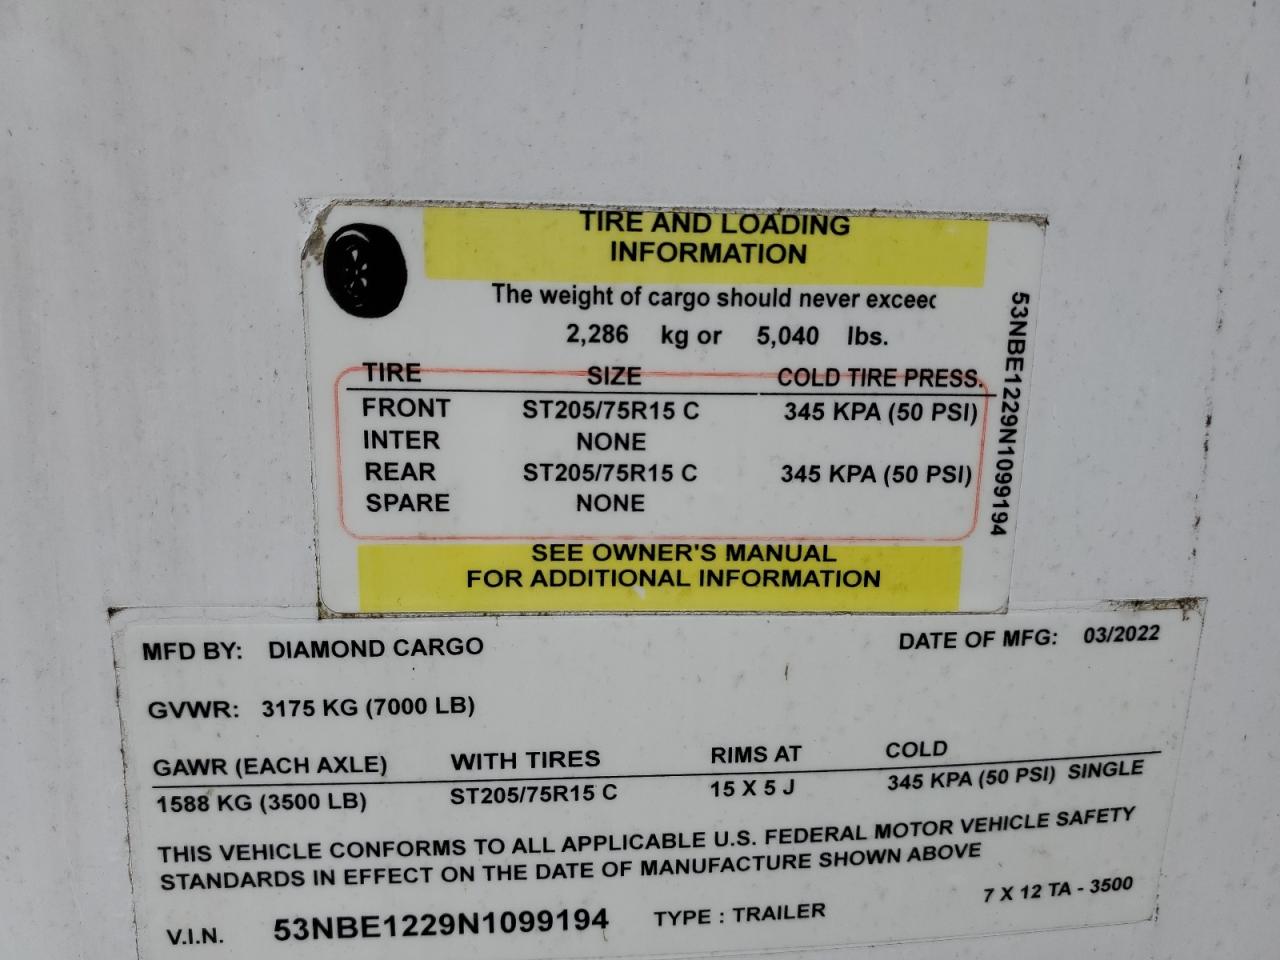 TIRE AND LOADING
INFORMATION
The weight of cargo should never exceed
2,286 kg or 5,040 lbs.
TIRE SIZE COLD TIRE PRESS.
FRONT ST205/75R15 C 345 KPA (50 PSI)
INTER NONE
REAR ST205/75R15 C 345 KPA (50 PSI)
SPARE NONE
SEE OWNER'S MANUAL
FOR ADDITIONAL INFORMATION
53NBE1229N1099194
MFD BY: DIAMOND CARGO DATE OF MFG: 03/2022
GVWR: 3175 KG (7000 LB)
GAWR (EACH AXLE) WITH TIRES RIMS AT COLD
1588 KG (3500 LB) ST205/75R15 C 15 X 5 J 345 KPA (50 PSI) SINGLE
THIS VEHICLE CONFORMS TO ALL APPLICABLE U.S. FEDERAL MOTOR VEHICLE SAFETY
STANDARDS IN EFFECT ON THE DATE OF MANUFACTURE SHOWN ABOVE
V.I.N. 53NBE1229N1099194 TYPE : TRAILER 7 X 12 TA - 3500